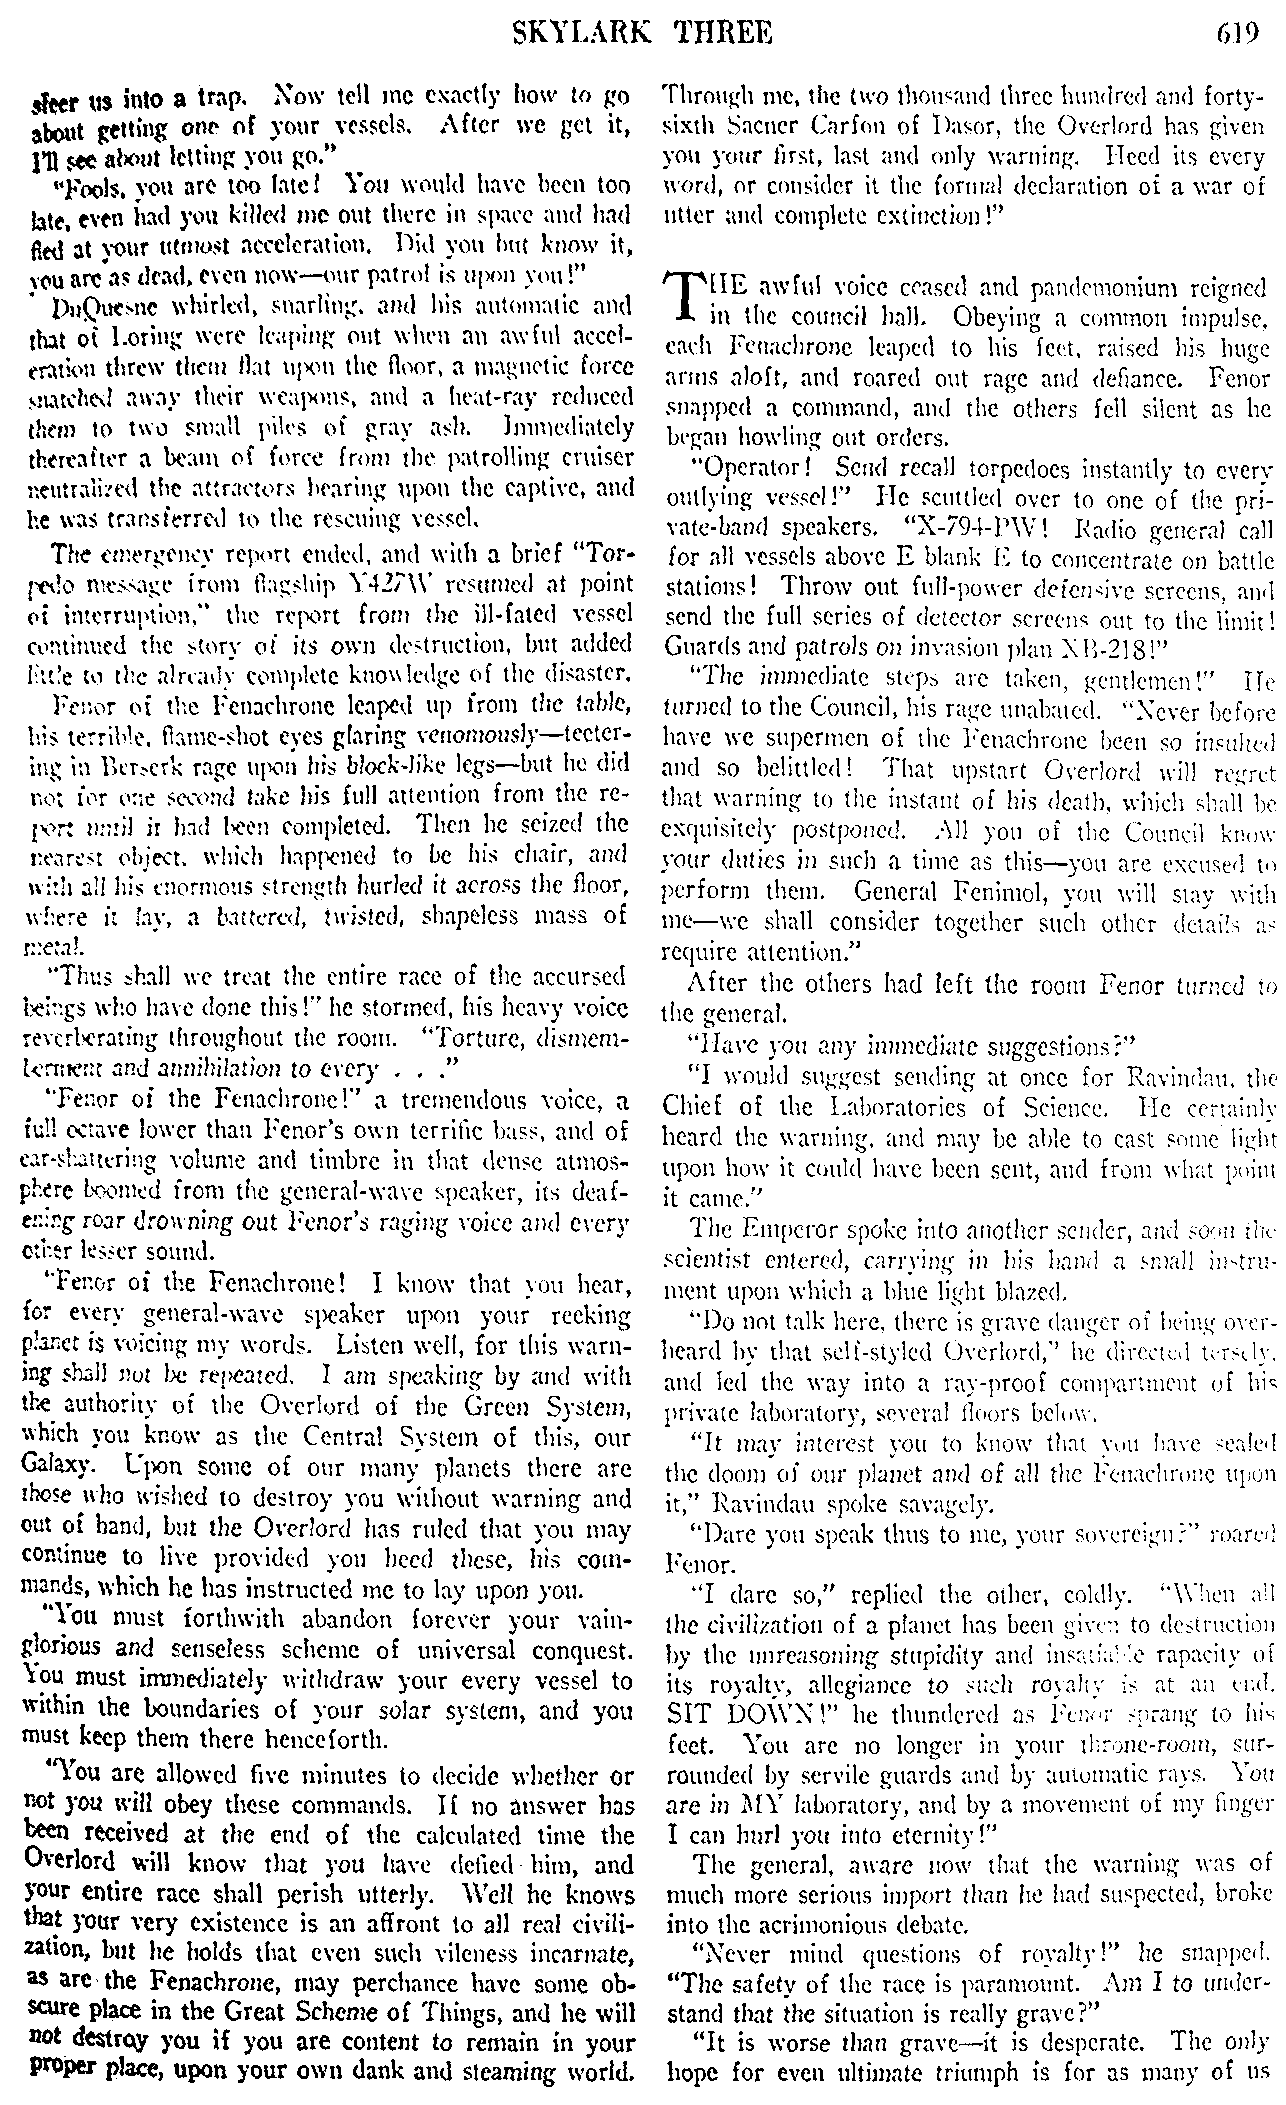 SKYLARK THREE 619
steer us into a trap. Now tell me exactly how to go
about getting one of your vessels. After we get it,
I'll see about letting you go."
"Fools, you are too late! You would have been too
late, even had you killed me out there in space and had
fled at your utmost acceleration. Did you but know it,
you are as dead, even now—our patrol is upon you!"
DuQuesne whirled, snarling, and his automatic and
that of Loring were leaping out when an awful accel-
eration threw them flat upon the floor, a magnetic force
snatched away their weapons, and a heat-ray reduced
them to two small piles of gray ash. Immediately
thereafter a beam of force from the patrolling cruiser
neutralized the attractors bearing upon the captive, and
he was transferred to the rescuing vessel.
The emergency report ended, and with a brief "Tor-
pedo message from flagship Y427W resumed at point
of interruption," the report from the ill-fated vessel
continued the story of its own destruction, but added
little to the already complete knowledge of the disaster.
Fenor of the Fenachrone leaped up from the table,
his terrible, flame-shot eyes glaring venomously—teeter-
ing in Berserk rage upon his block-like legs—but he did
not for one second take his full attention from the re-
port until it had been completed. Then he seized the
nearest object, which happened to be his chair, and
with all his enormous strength hurled it across the floor,
where it lay, a battered, twisted, shapeless mass of
metal.
"Thus shall we treat the entire race of the accursed
beings who have done this!" he stormed, his heavy voice
reverberating throughout the room. "Torture, dismem-
berment and annihilation to every . . ."
"Fenor of the Fenachrone!" a tremendous voice, a
full octave lower than Fenor's own terrific bass, and of
ear-shattering volume and timbre in that dense atmos-
phere boomed from the general-wave speaker, its deaf-
ening roar drowning out Fenor's raging voice and every
other lesser sound.
"Fenor of the Fenachrone! I know that you hear,
for every general-wave speaker upon your reeking
planet is voicing my words. Listen well, for this warn-
ing shall not be repeated. I am speaking by and with
the authority of the Overlord of the Green System,
which you know as the Central System of this, our
Galaxy. Upon some of our many planets there are
those who wished to destroy you without warning and
out of hand, but the Overlord has ruled that you may
continue to live provided you heed these, his com-
mands, which he has instructed me to lay upon you.
"You must forthwith abandon forever your vain-
glorious and senseless scheme of universal conquest.
You must immediately withdraw your every vessel to
within the boundaries of your solar system, and you
must keep them there henceforth.
"You are allowed five minutes to decide whether or
not you will obey these commands. If no answer has
been received at the end of the calculated time the
Overlord will know that you have defied him, and
your entire race shall perish utterly. Well he knows
that your very existence is an affront to all real civili-
zation, but he holds that even such vileness incarnate,
as are the Fenachrone, may perchance have some ob-
scure place in the Great Scheme of Things, and he will
not destroy you if you are content to remain in your
proper place, upon your own dank and steaming world.
Through me, the two thousand three hundred and forty-
sixth Sacner Carfon of Dasor, the Overlord has given
you your first, last and only warning. Heed its every
word, or consider it the formal declaration of a war of
utter and complete extinction!"
THE awful voice ceased and pandemonium reigned
in the council hall. Obeying a common impulse,
each Fenachrone leaped to his feet, raised his huge
arms aloft, and roared out rage and defiance. Fenor
snapped a command, and the others fell silent as he
began howling out orders.
"Operator! Send recall torpedoes instantly to every
outlying vessel!" He scuttled over to one of the pri-
vate-band speakers. "X-794-PW! Radio general call
for all vessels above E blank E to concentrate on battle
stations! Throw out full-power defensive screens, and
send the full series of detector screens out to the limit!
Guards and patrols on invasion plan XB-218!"
"The immediate steps are taken, gentlemen!" He
turned to the Council, his rage unabated. "Never before
have we supermen of the Fenachrone been so insulted
and so belittled! That upstart Overlord will regret
that warning to the instant of his death, which shall be
exquisitely postponed. All you of the Council know
your duties in such a time as this—you are excused to
perform them. General Fenimol, you will stay with
me—we shall consider together such other details as
require attention."
After the others had left the room Fenor turned to
the general.
"Have you any immediate suggestions?"
"I would suggest sending at once for Ravindau, the
Chief of the Laboratories of Science. He certainly
heard the warning, and may be able to cast some light
upon how it could have been sent, and from what point
it came."
The Emperor spoke into another sender, and soon the
scientist entered, carrying in his hand a small instru-
ment upon which a blue light blazed.
"Do not talk here, there is grave danger of being over-
heard by that self-styled Overlord," he directed tersely,
and led the way into a ray-proof compartment of his
private laboratory, several floors below.
"It may interest you to know that you have sealed
the doom of our planet and of all the Fenachrone upon
it," Ravindau spoke savagely.
"Dare you speak thus to me, your sovereign?" roared
Fenor.
"I dare so," replied the other, coldly. "When all
the civilization of a planet has been given to destruction
by the unreasoning stupidity and insatiable rapacity of
its royalty, allegiance to such royalty is at an end.
SIT DOWN!" he thundered as Fenor sprang to his
feet. You are no longer in your throne-room, sur-
rounded by servile guards and by automatic rays. You
are in MY laboratory, and by a movement of my finger
I can hurl you into eternity!"
The general, aware now that the warning was of
much more serious import than he had suspected, broke
into the acrimonious debate.
"Never mind questions of royalty!" he snapped.
"The safety of the race is paramount. Am I to under-
stand that the situation is really grave?"
"It is worse than grave—it is desperate. The only
hope for even ultimate triumph is for as many of us